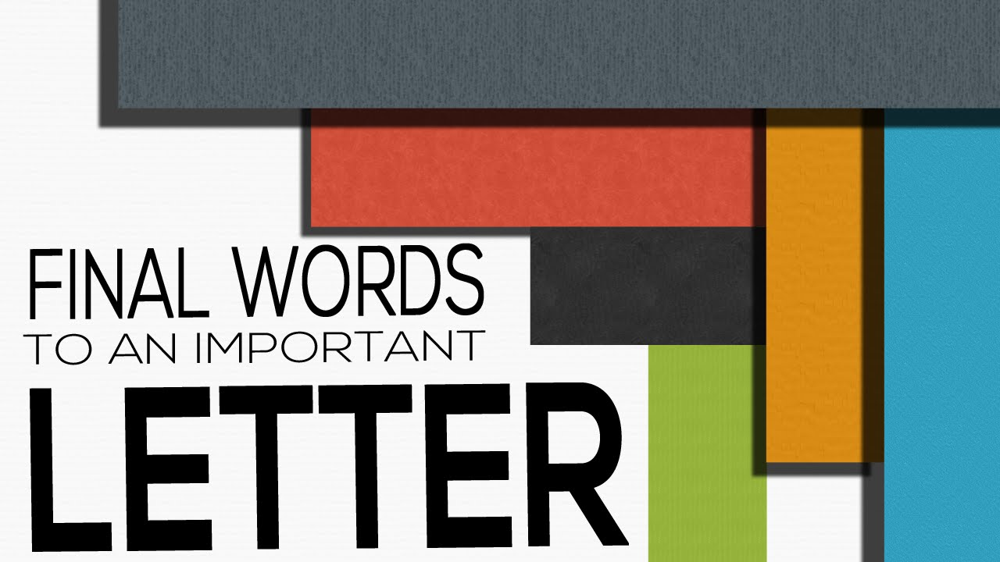 FINAL WORDS
TO AN IMPORTANT
LETTER